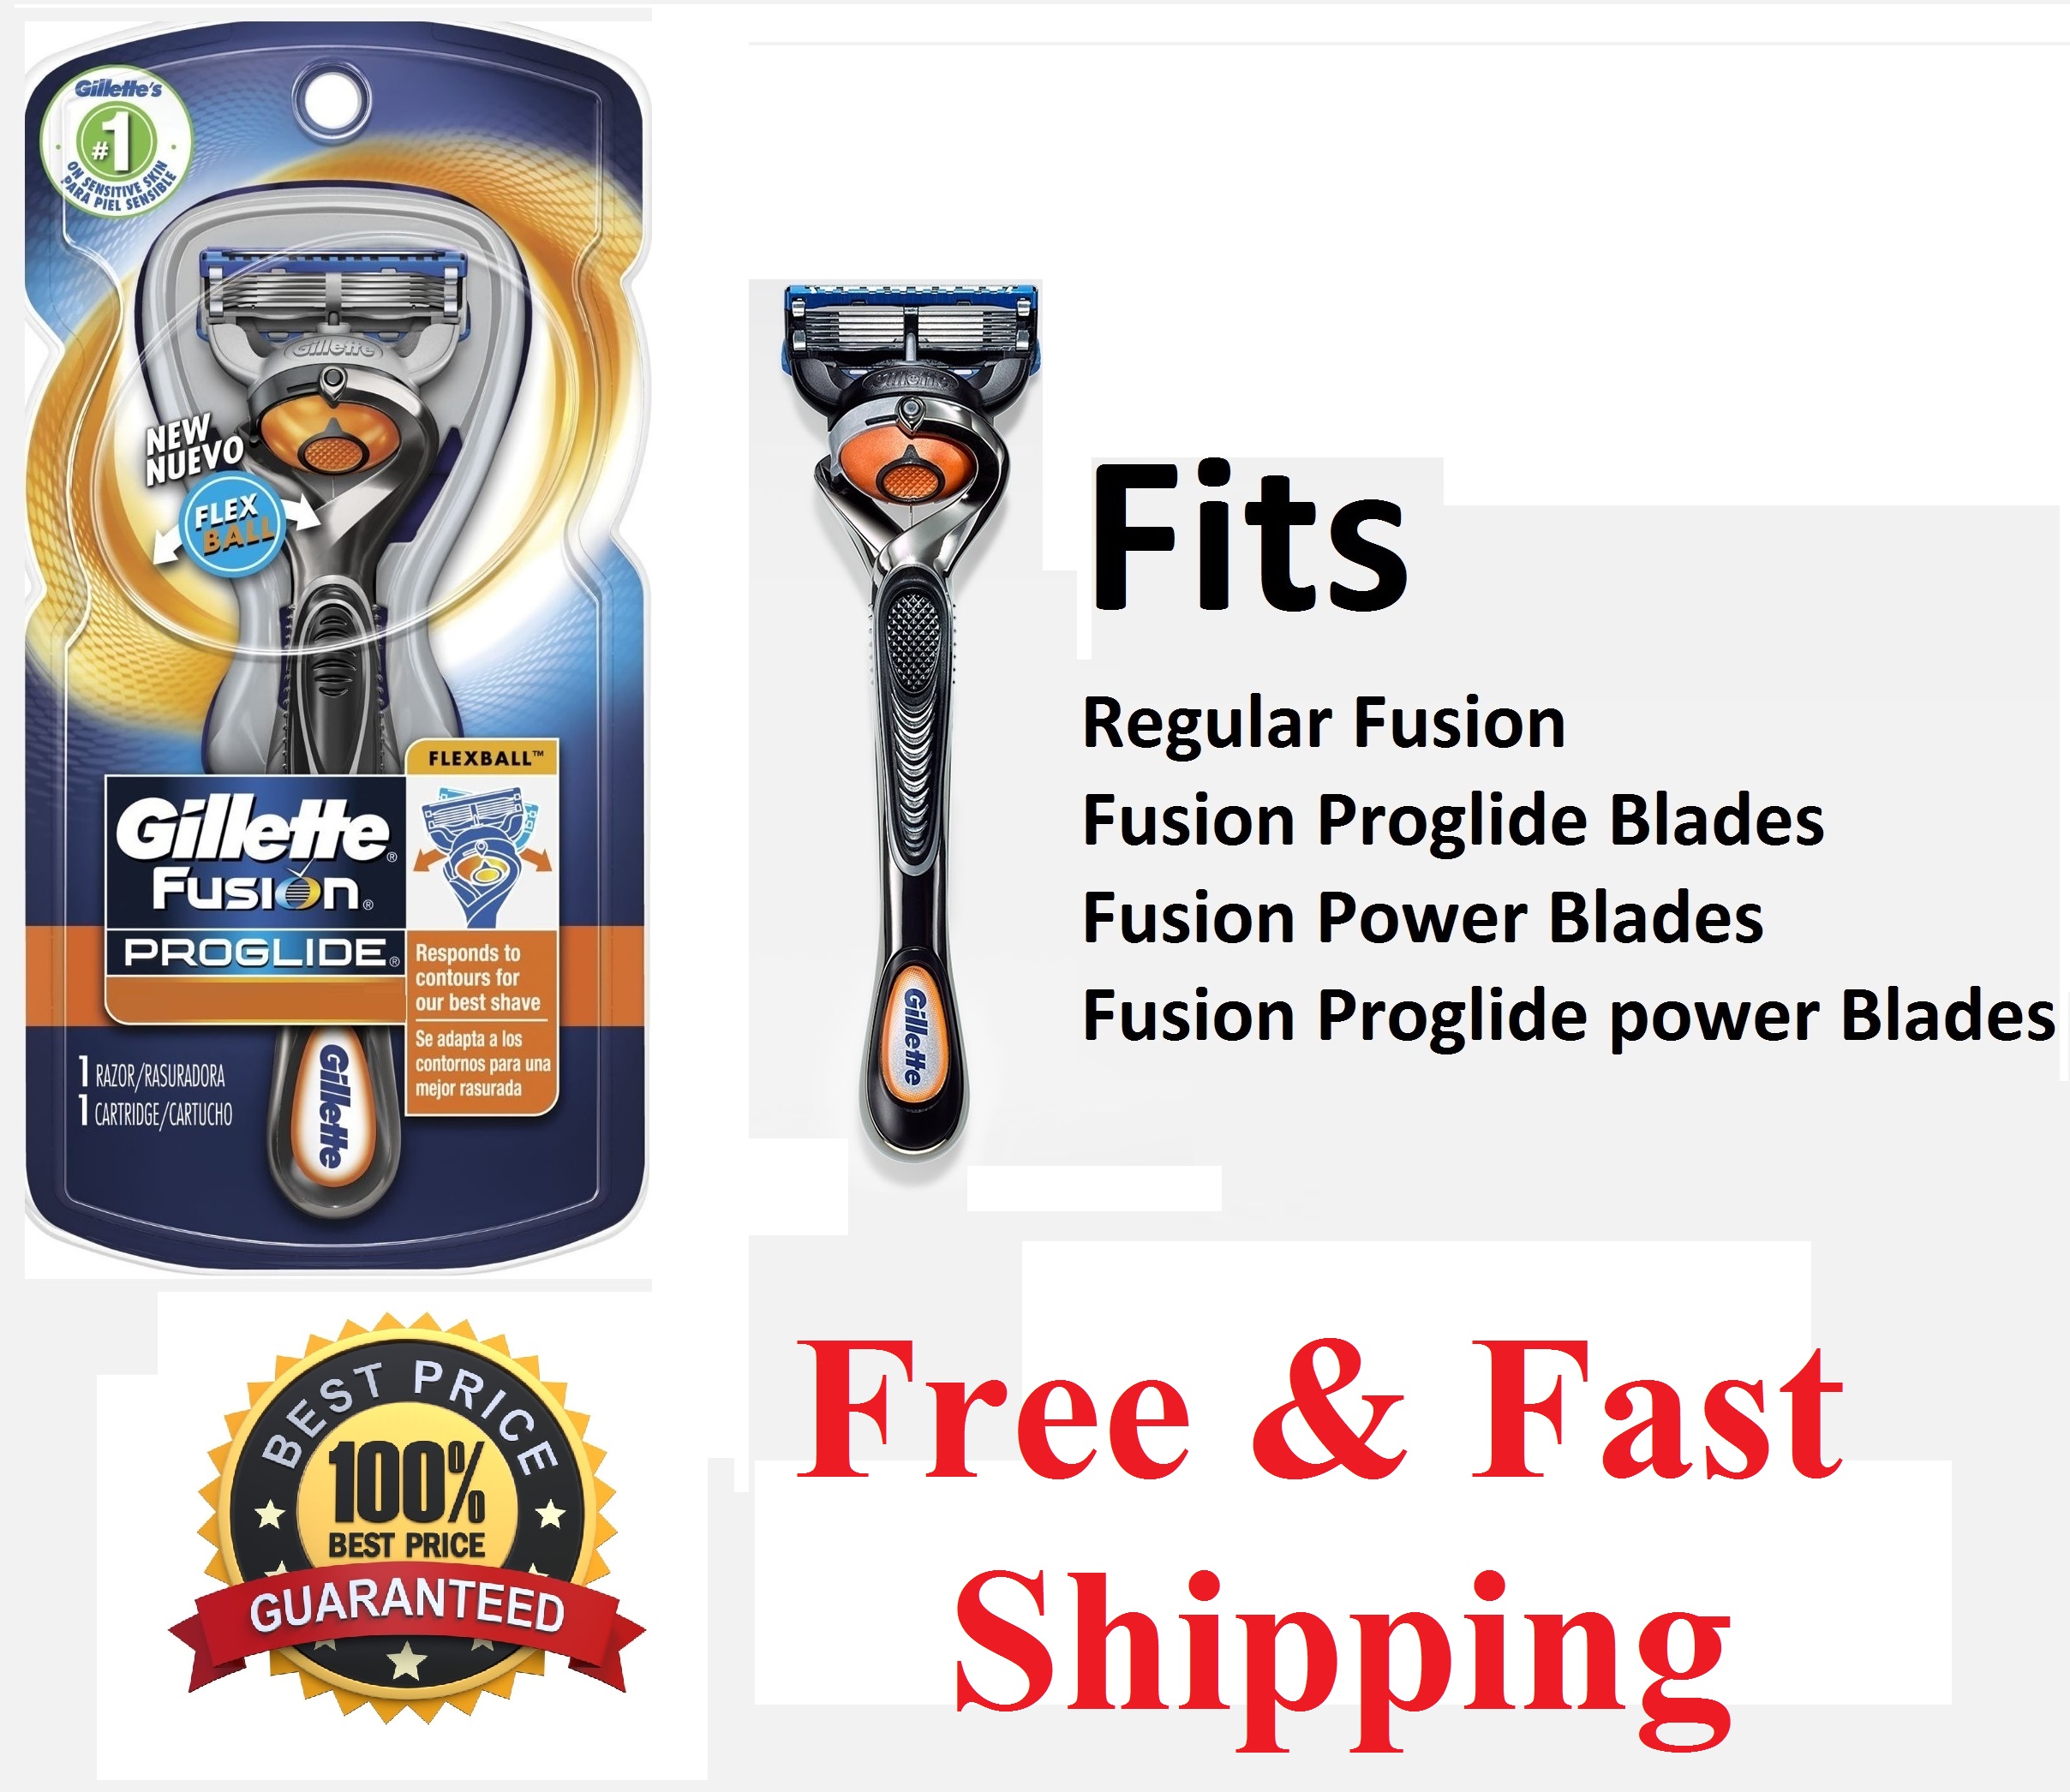 Gillette's
#1
ON SENSITIVE SKIN
PARA PIEL SENSIBLE
Gillette
NEW
NUEVO
FLEX
BALL
FLEXBALL™
Gillette®
FUSION®
PROGLIDE®
Responds to
contours for
our best shave
Se adapta a los
contornos para una
mejor rasurada
1 RAZOR/RASURADORA
1 CARTRIDGE/CARTUCHO
Gillette
Gillette
Gillette
Fits
Regular Fusion
Fusion Proglide Blades
Fusion Power Blades
Fusion Proglide power Blades
BEST PRICE
100%
BEST PRICE
GUARANTEED
Free & Fast
Shipping